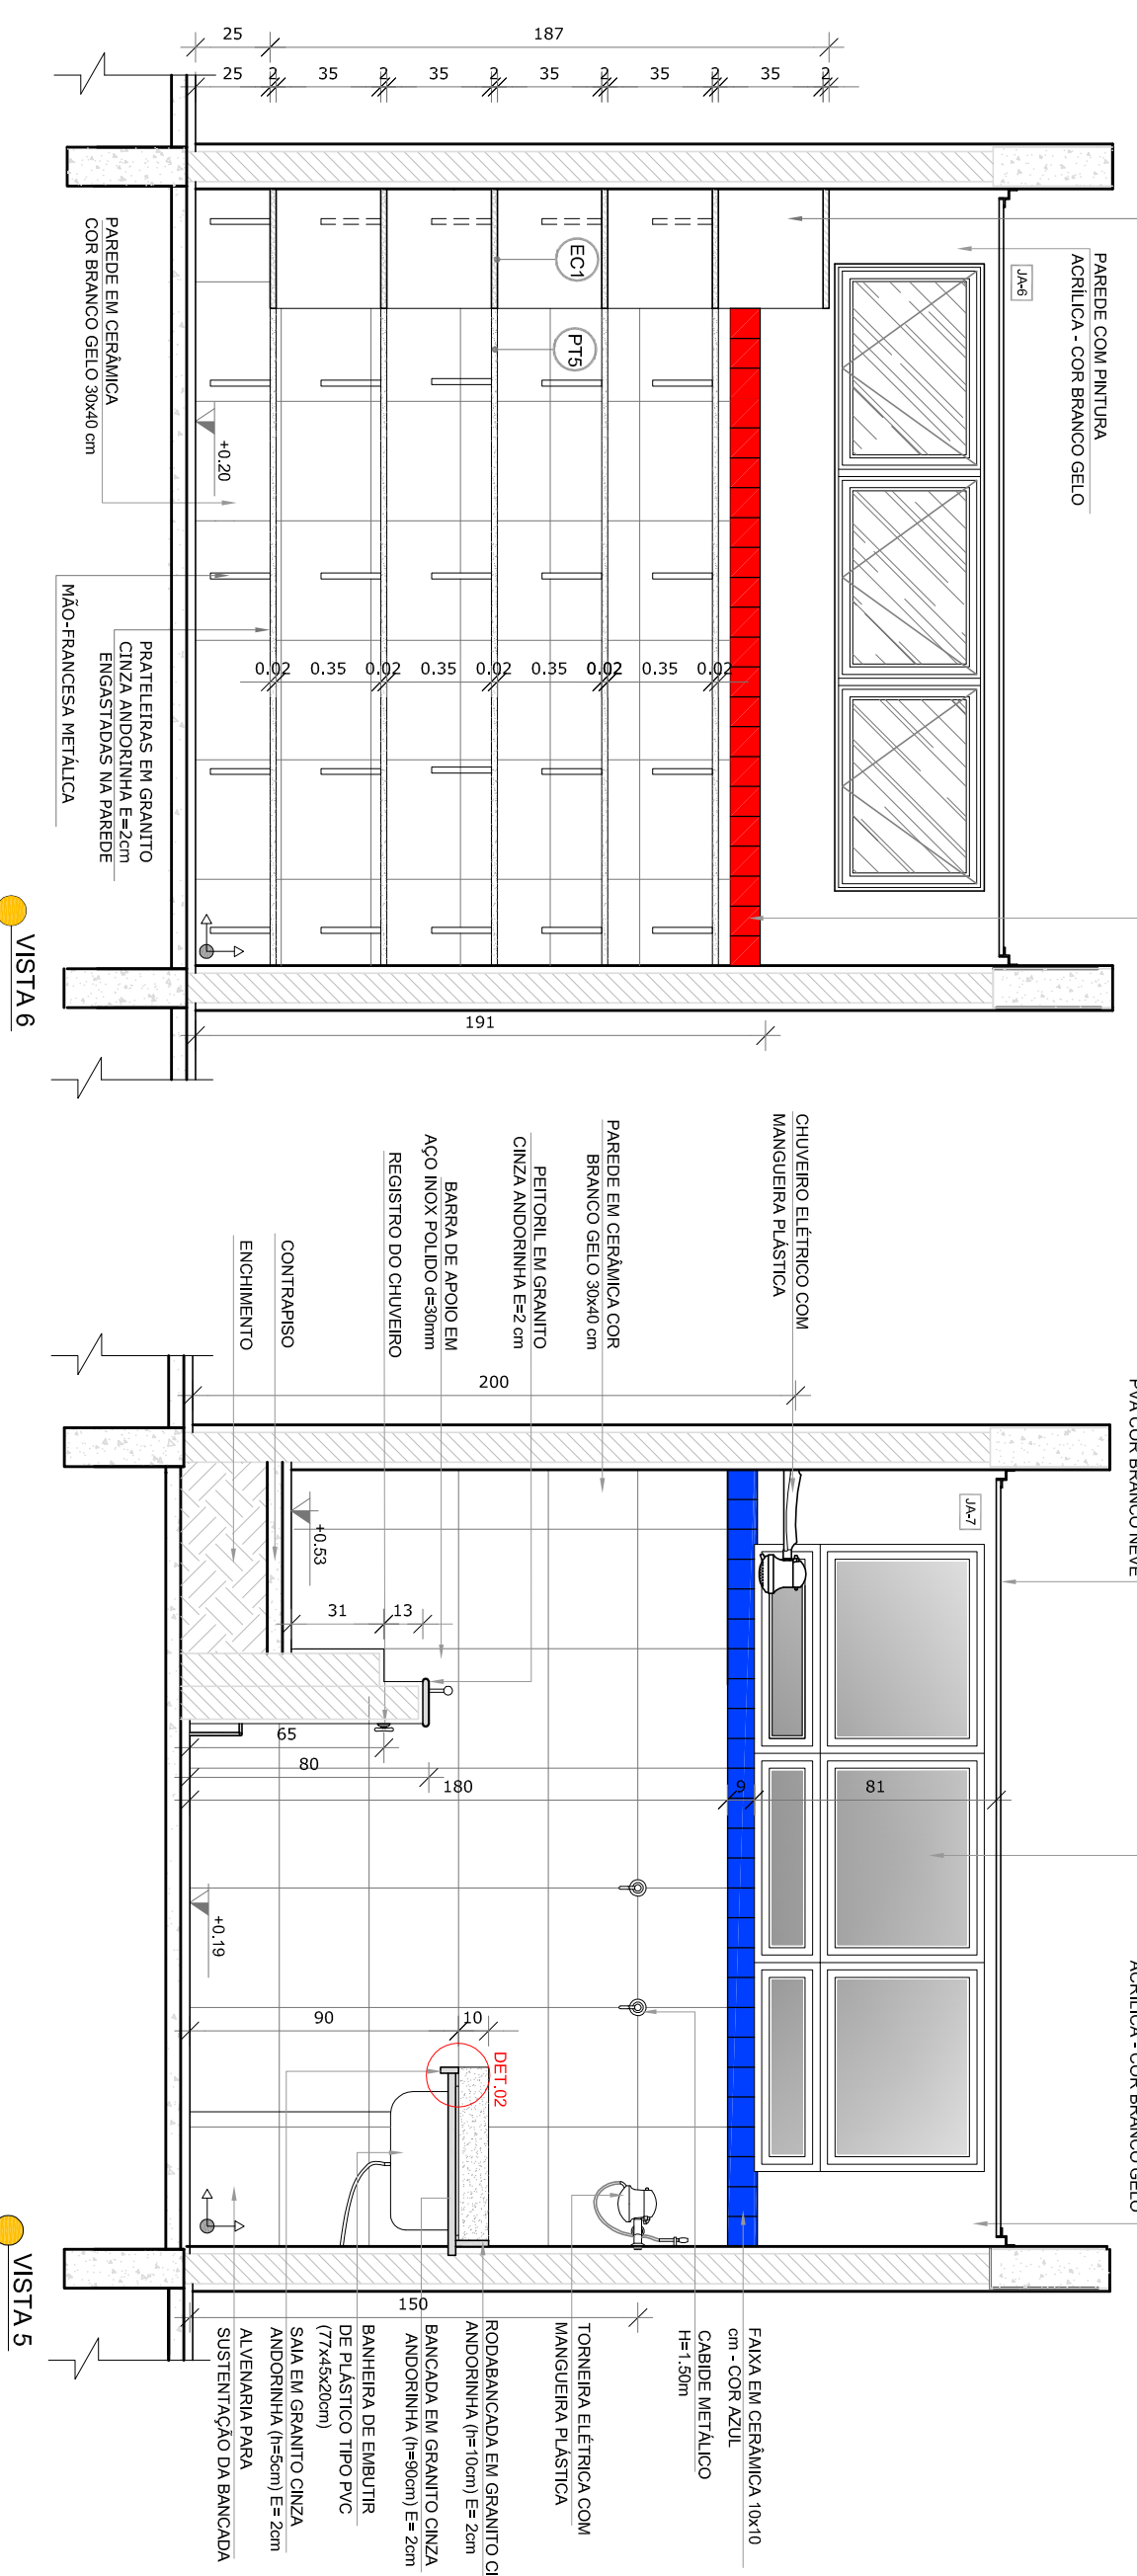 25
187
25
2
35
2
35
2
35
2
35
2
35
2
PAREDE COM PINTURA
ACRÍLICA - COR BRANCO GELO
JA-6
EC1
PT5
PAREDE EM CERÂMICA
COR BRANCO GELO 30x40 cm
+0.20
MÃO-FRANCESA METÁLICA
PRATELEIRAS EM GRANITO
CINZA ANDORINHA E=2cm
ENGASTADAS NA PAREDE
0.02
0.35
0.02
0.35
0.02
0.35
0.02
0.35
0.02
191
VISTA 6
CHUVEIRO ELÉTRICO COM
MANGUEIRA PLÁSTICA
PAREDE EM CERÂMICA COR
BRANCO GELO 30x40 cm
PEITORIL EM GRANITO
CINZA ANDORINHA E=2 cm
BARRA DE APOIO EM
AÇO INOX POLIDO d=30mm
REGISTRO DO CHUVEIRO
CONTRAPISO
ENCHIMENTO
PVA COR BRANCO NEVE
ACRÍLICA - COR BRANCO GELO
200
JA-7
+0.53
31
13
65
80
180
9
81
+0.19
90
10
DET.02
150
FAIXA EM CERÂMICA 10x10
cm - COR AZUL
CABIDE METÁLICO
H=1.50m
TORNEIRA ELÉTRICA COM
MANGUEIRA PLÁSTICA
RODABANCADA EM GRANITO
ANDORINHA (h=10cm) E= 2cm
BANCADA EM GRANITO CINZA
ANDORINHA (h=90cm) E= 2cm
BANHEIRA DE EMBUTIR
DE PLÁSTICO TIPO PVC
(77x45x20cm)
SAIA EM GRANITO CINZA
ANDORINHA (h=5cm) E= 2cm
ALVENARIA PARA
SUSTENTAÇÃO DA BANCADA
VISTA 5